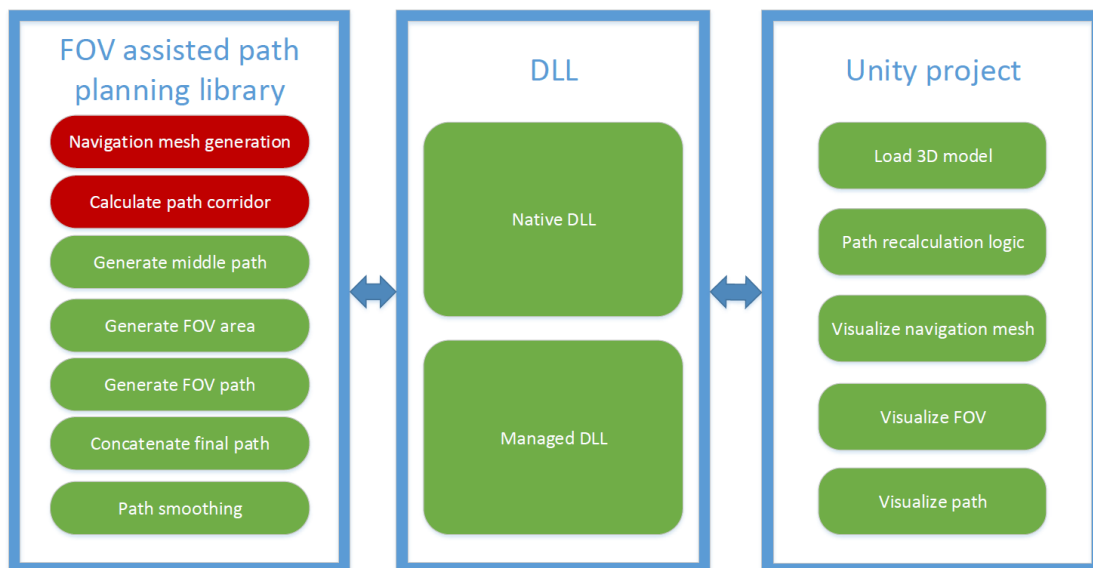 FOV assisted path
planning library
Navigation mesh generation
Calculate path corridor
Generate middle path
Generate FOV area
Generate FOV path
Concatenate final path
Path smoothing
DLL
Native DLL
Managed DLL
Unity project
Load 3D model
Path recalculation logic
Visualize navigation mesh
Visualize FOV
Visualize path